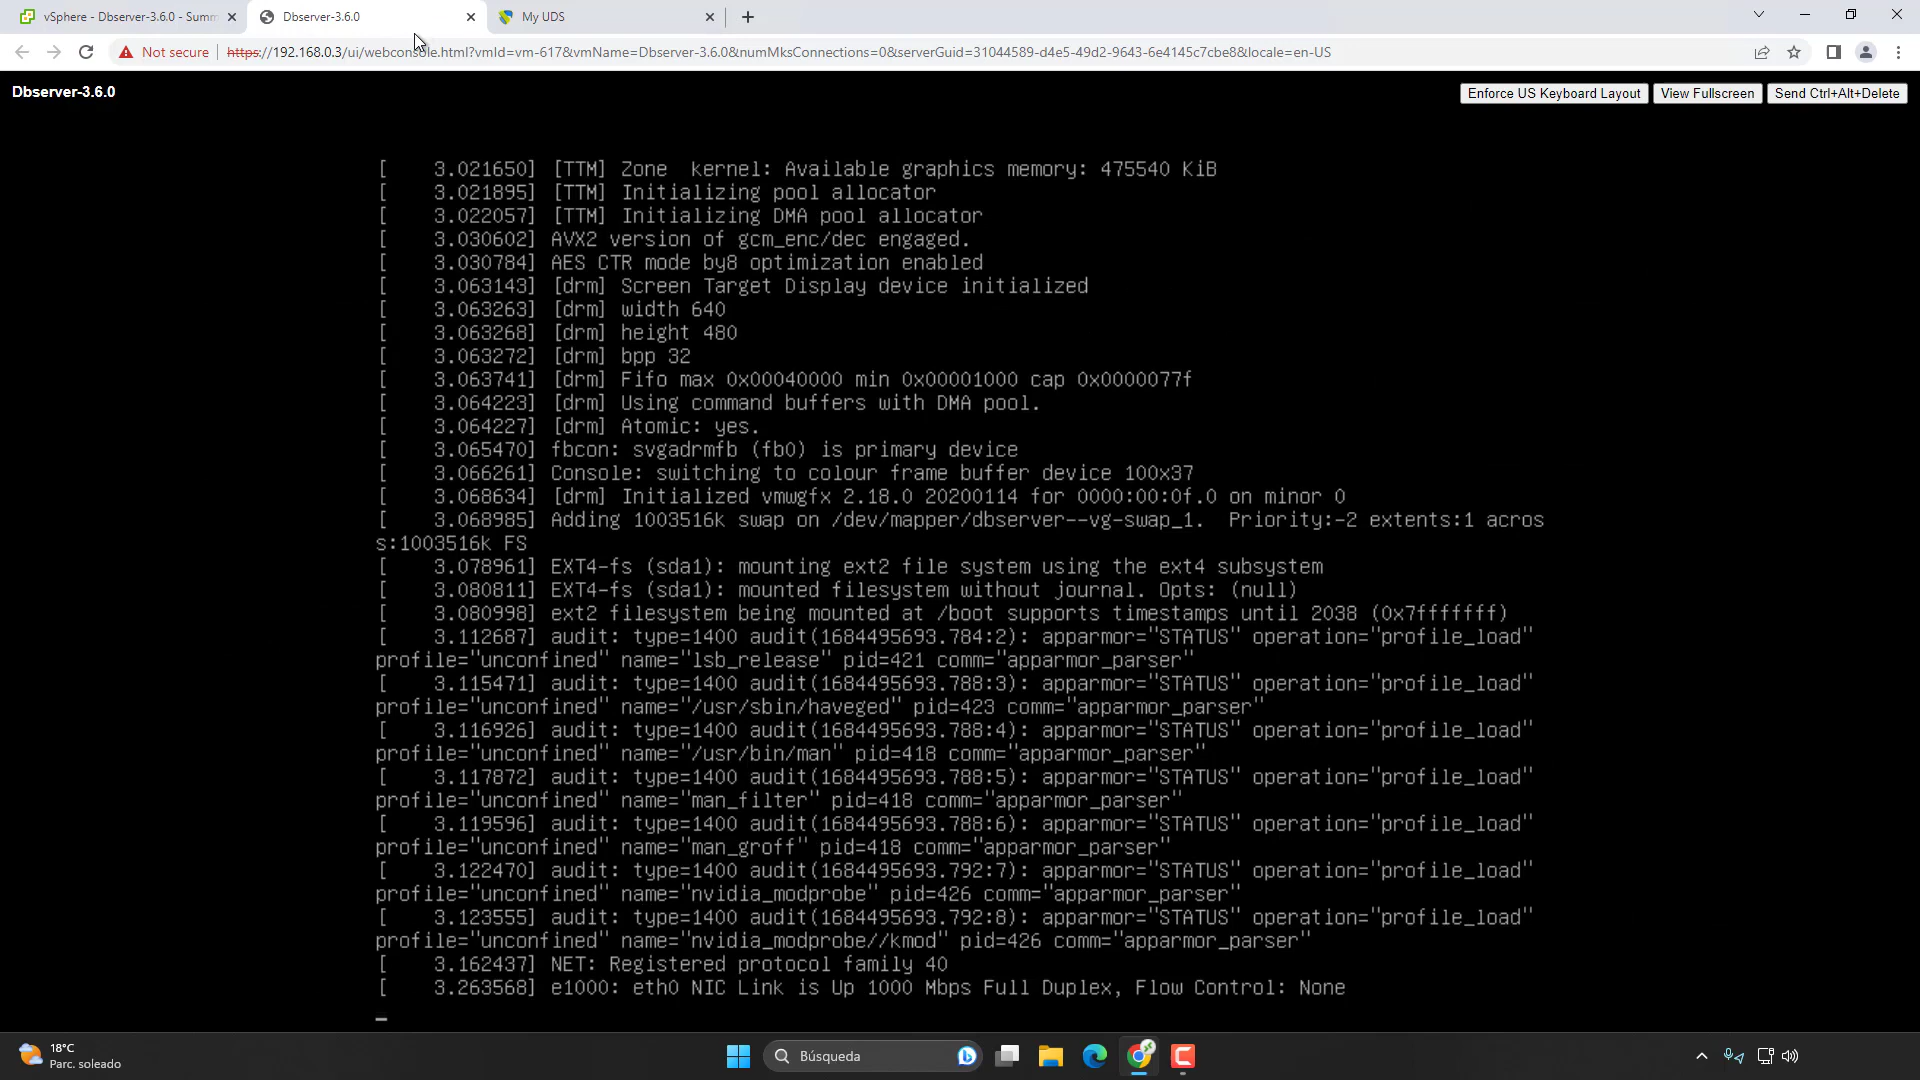 vSphere - Dbserver-3.6.0 - Summ
Dbserver-3.6.0
My UDS
Not secure
https://192.168.0.3/ui/webconsole.html?vmId=vm-617&vmName=Dbserver-3.6.0&numMksConnections=0&serverGuid=31044589-d4e5-49d2-9643-6e4145c7cbe8&locale=en-US
Dbserver-3.6.0
Enforce US Keyboard Layout
View Fullscreen
Send Ctrl+Alt+Delete
[    3.021650] [TTM] Zone  kernel: Available graphics memory: 475540 KiB
[    3.021895] [TTM] Initializing pool allocator
[    3.022057] [TTM] Initializing DMA pool allocator
[    3.030602] AVX2 version of gcm_enc/dec engaged.
[    3.030784] AES CTR mode by8 optimization enabled
[    3.063143] [drm] Screen Target Display device initialized
[    3.063263] [drm] width 640
[    3.063268] [drm] height 480
[    3.063272] [drm] bpp 32
[    3.063741] [drm] Fifo max 0x00040000 min 0x00001000 cap 0x0000077f
[    3.064223] [drm] Using command buffers with DMA pool.
[    3.064227] [drm] Atomic: yes.
[    3.065470] fbcon: svgadrmfb (fb0) is primary device
[    3.066261] Console: switching to colour frame buffer device 100x37
[    3.068634] [drm] Initialized vmwgfx 2.18.0 20200114 for 0000:00:0f.0 on minor 0
[    3.068985] Adding 1003516k swap on /dev/mapper/dbserver--vg-swap_1.  Priority:-2 extents:1 acros
s:1003516k FS
[    3.078961] EXT4-fs (sda1): mounting ext2 file system using the ext4 subsystem
[    3.080811] EXT4-fs (sda1): mounted filesystem without journal. Opts: (null)
[    3.080998] ext2 filesystem being mounted at /boot supports timestamps until 2038 (0x7fffffff)
[    3.112687] audit: type=1400 audit(1684495693.784:2): apparmor="STATUS" operation="profile_load"
profile="unconfined" name="lsb_release" pid=421 comm="apparmor_parser"
[    3.115471] audit: type=1400 audit(1684495693.788:3): apparmor="STATUS" operation="profile_load"
profile="unconfined" name="/usr/sbin/haveged" pid=423 comm="apparmor_parser"
[    3.116926] audit: type=1400 audit(1684495693.788:4): apparmor="STATUS" operation="profile_load"
profile="unconfined" name="/usr/bin/man" pid=418 comm="apparmor_parser"
[    3.117872] audit: type=1400 audit(1684495693.788:5): apparmor="STATUS" operation="profile_load"
profile="unconfined" name="man_filter" pid=418 comm="apparmor_parser"
[    3.119596] audit: type=1400 audit(1684495693.788:6): apparmor="STATUS" operation="profile_load"
profile="unconfined" name="man_groff" pid=418 comm="apparmor_parser"
[    3.122470] audit: type=1400 audit(1684495693.792:7): apparmor="STATUS" operation="profile_load"
profile="unconfined" name="nvidia_modprobe" pid=426 comm="apparmor_parser"
[    3.123555] audit: type=1400 audit(1684495693.792:8): apparmor="STATUS" operation="profile_load"
profile="unconfined" name="nvidia_modprobe//kmod" pid=426 comm="apparmor_parser"
[    3.162437] NET: Registered protocol family 40
[    3.263568] e1000: eth0 NIC Link is Up 1000 Mbps Full Duplex, Flow Control: None
_
18°C
Parc. soleado
Búsqueda